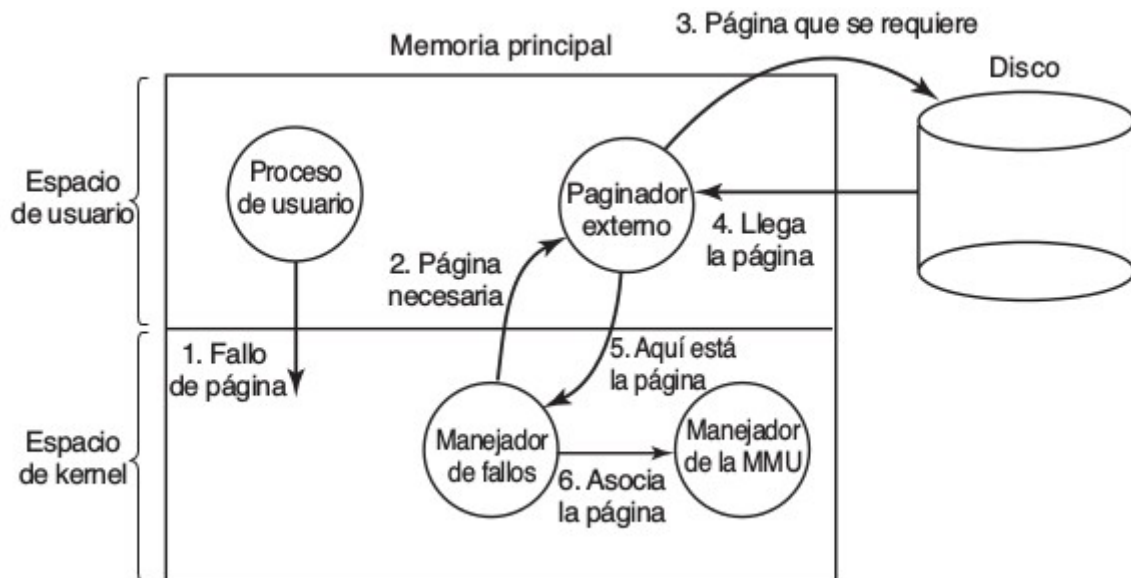 3. Página que se requiere
Memoria principal
Disco
Espacio
de usuario
Proceso
de usuario
Paginador
externo
4. Llega
la página
2. Página
necesaria
1. Fallo
de página
5. Aquí está
la página
Espacio
de kernel
Manejador
de fallos
Manejador
de la MMU
6. Asocia
la página